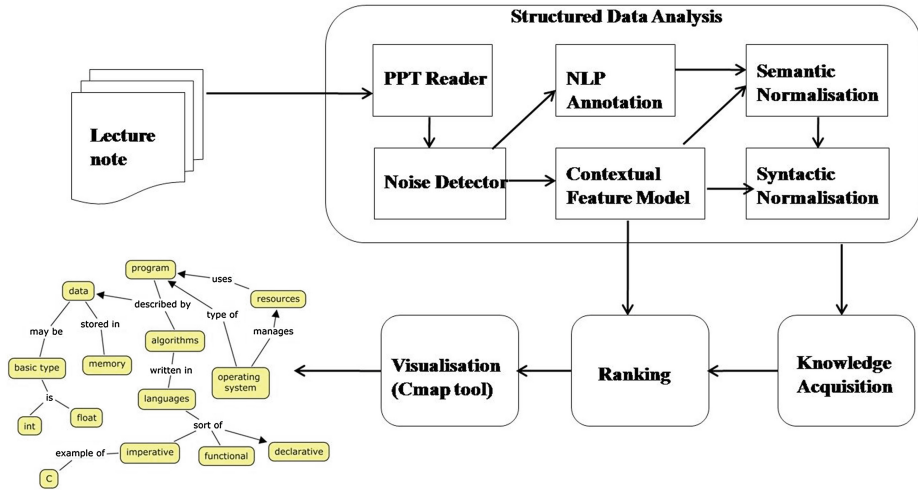 Structured Data Analysis
PPT Reader
NLP
Annotation
Semantic
Normalisation
Lecture
note
Noise Detector
Contextual
Feature Model
Syntactic
Normalisation
program
uses
data
resources
described by
type of
may be
stored in
manages
algorithms
basic type
memory
written in
operating
system
languages
is
int
float
sort of
example of
imperative
functional
declarative
C
Visualisation
(Cmap tool)
Ranking
Knowledge
Acquisition